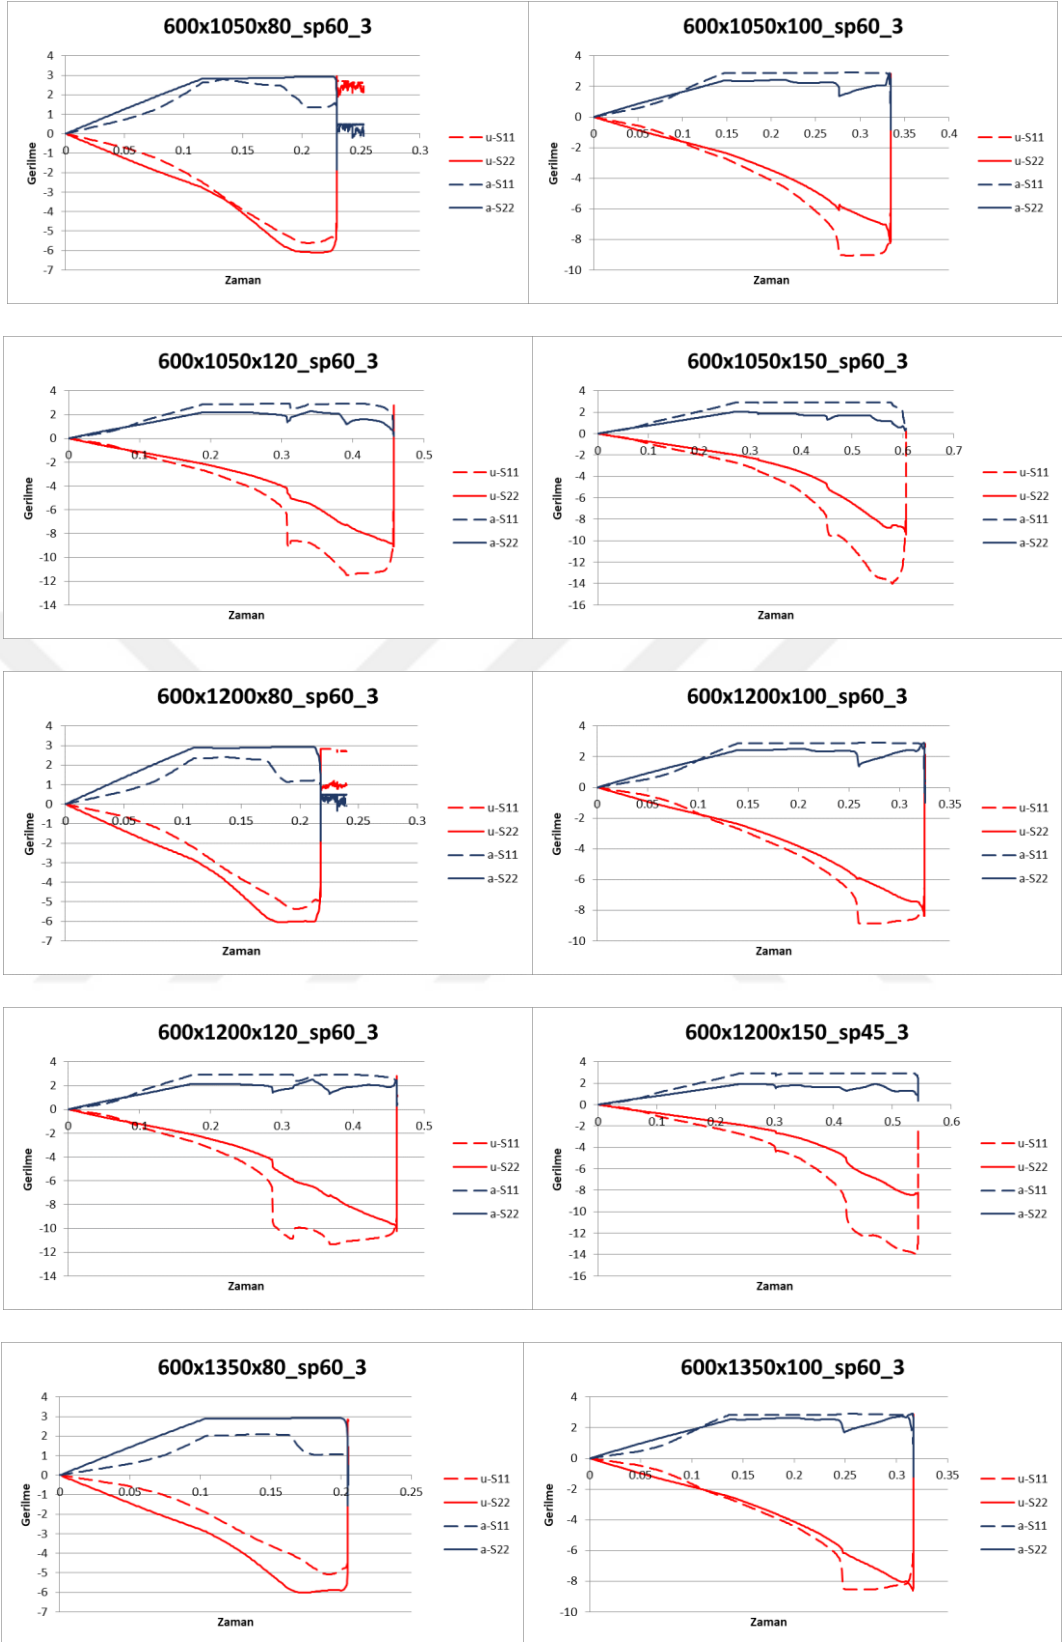 600x1050x80_sp60_3
4
3
2
1
0
-1
-2
-3
-4
-5
-6
-7
0 0.05 0.1 0.15 0.2 0.25 0.3
Gerilme
Zaman
u-S11
u-S22
a-S11
a-S22
600x1050x100_sp60_3
4
2
0
-2
-4
-6
-8
-10
0 0.05 0.1 0.15 0.2 0.25 0.3 0.35 0.4
Gerilme
Zaman
u-S11
u-S22
a-S11
a-S22
600x1050x120_sp60_3
4
2
0
-2
-4
-6
-8
-10
-12
-14
0 0.1 0.2 0.3 0.4 0.5
Gerilme
Zaman
u-S11
u-S22
a-S11
a-S22
600x1050x150_sp60_3
4
2
0
-2
-4
-6
-8
-10
-12
-14
-16
0 0.1 0.2 0.3 0.4 0.5 0.6 0.7
Gerilme
Zaman
u-S11
u-S22
a-S11
a-S22
600x1200x80_sp60_3
4
3
2
1
0
-1
-2
-3
-4
-5
-6
-7
0 0.05 0.1 0.15 0.2 0.25 0.3
Gerilme
Zaman
u-S11
u-S22
a-S11
a-S22
600x1200x100_sp60_3
4
2
0
-2
-4
-6
-8
-10
0 0.05 0.1 0.15 0.2 0.25 0.3 0.35
Gerilme
Zaman
u-S11
u-S22
a-S11
a-S22
600x1200x120_sp60_3
4
2
0
-2
-4
-6
-8
-10
-12
-14
0 0.1 0.2 0.3 0.4 0.5
Gerilme
Zaman
u-S11
u-S22
a-S11
a-S22
600x1200x150_sp45_3
4
2
0
-2
-4
-6
-8
-10
-12
-14
-16
0 0.1 0.2 0.3 0.4 0.5 0.6
Gerilme
Zaman
u-S11
u-S22
a-S11
a-S22
600x1350x80_sp60_3
4
3
2
1
0
-1
-2
-3
-4
-5
-6
-7
0 0.05 0.1 0.15 0.2 0.25
Gerilme
Zaman
u-S11
u-S22
a-S11
a-S22
600x1350x100_sp60_3
4
2
0
-2
-4
-6
-8
-10
0 0.05 0.1 0.15 0.2 0.25 0.3 0.35
Gerilme
Zaman
u-S11
u-S22
a-S11
a-S22